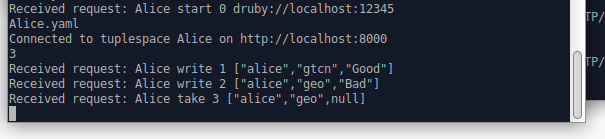 Received request: Alice start 0 druby://localhost:12345
Alice.yaml
Connected to tuplespace Alice on http://localhost:8000
3
Received request: Alice write 1 ["alice","gtcn","Good"]
Received request: Alice write 2 ["alice","geo","Bad"]
Received request: Alice take 3 ["alice","geo",null]
TP/
TP/